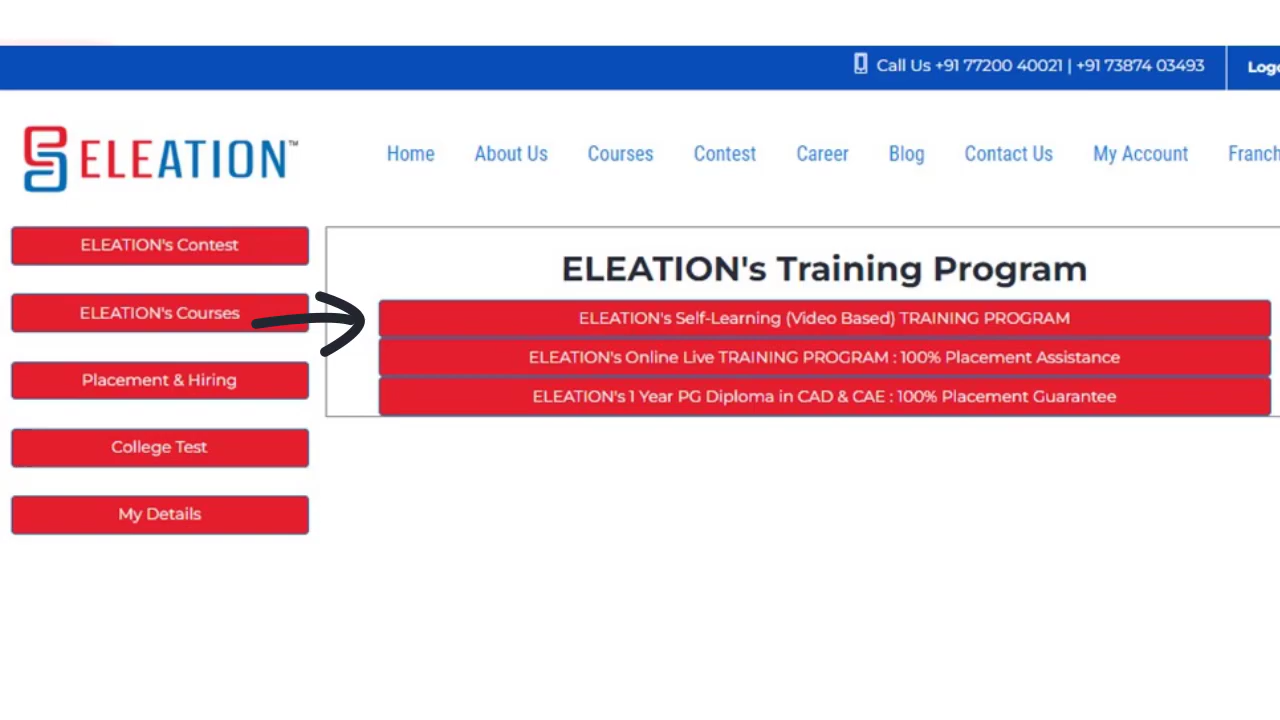 Call Us +91 77200 40021 | +91 73874 03493
ELEATION™
Home About Us Courses Contest Career Blog Contact Us My Account
ELEATION's Contest
ELEATION's Courses
Placement & Hiring
College Test
My Details
ELEATION's Training Program
ELEATION's Self-Learning (Video Based) TRAINING PROGRAM
ELEATION's Online Live TRAINING PROGRAM : 100% Placement Assistance
ELEATION's 1 Year PG Diploma in CAD & CAE : 100% Placement Guarantee